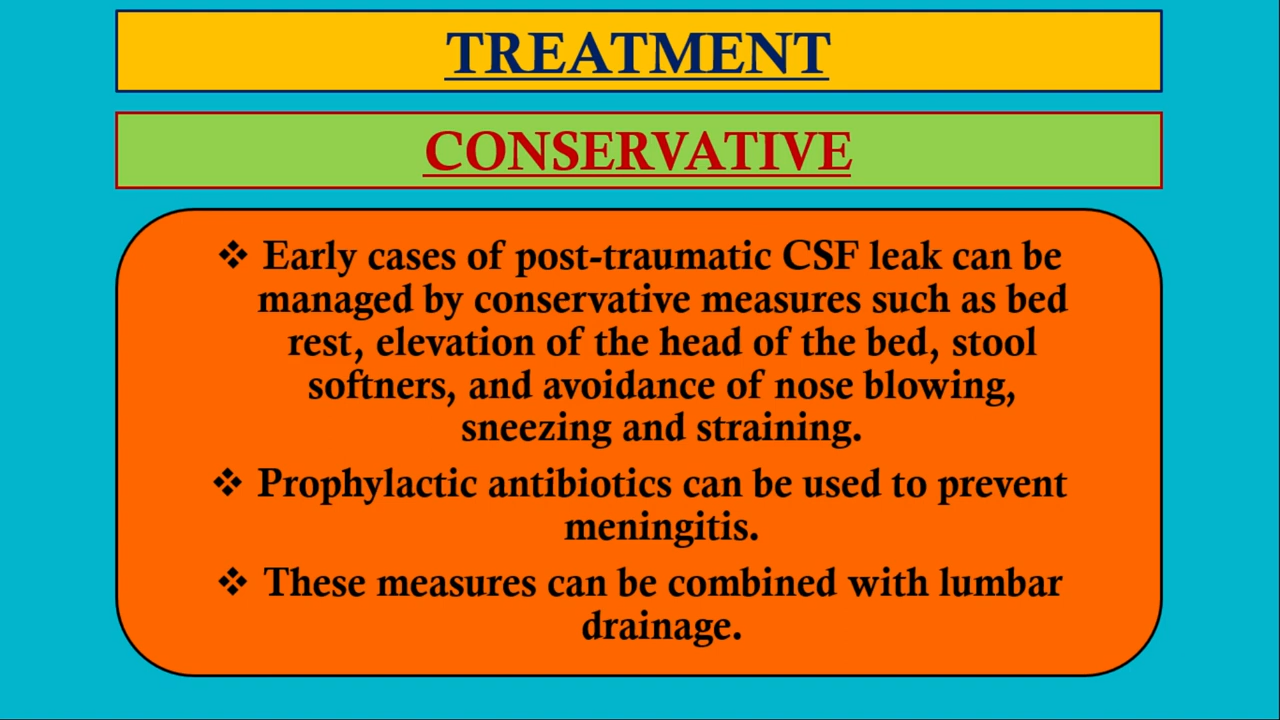 TREATMENT
CONSERVATIVE
❖ Early cases of post-traumatic CSF leak can be
managed by conservative measures such as bed
rest, elevation of the head of the bed, stool
softners, and avoidance of nose blowing,
sneezing and straining.
❖ Prophylactic antibiotics can be used to prevent
meningitis.
❖ These measures can be combined with lumbar
drainage.